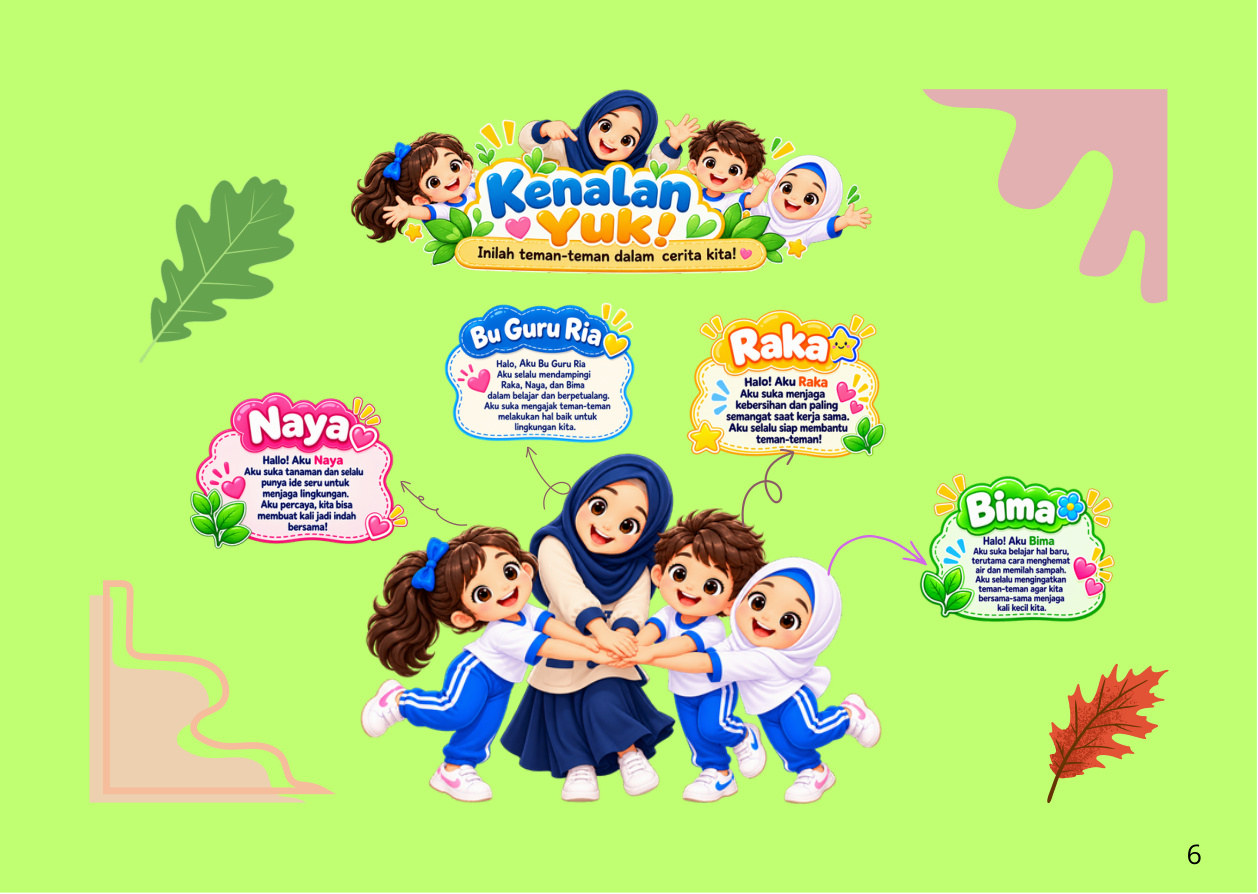 Kenalan
Yuk!
Inilah teman-teman dalam cerita kita!
Bu Guru Ria
Halo, Aku Bu Guru Ria
Aku selalu mendampingi
Raka, Naya, dan Bima
dalam belajar dan berpetualang.
Aku suka mengajak teman-teman
melakukan hal baik untuk
lingkungan kita.
Raka
Halo! Aku Raka
Aku suka menjaga
kebersihan dan paling
semangat saat kerja sama.
Aku selalu siap membantu
teman-teman!
Naya
Hallo! Aku Naya
Aku suka tanaman dan selalu
punya ide seru untuk
menjaga lingkungan.
Aku percaya, kita bisa
membuat kali jadi indah
bersama!
Bima
Halo! Aku Bima
Aku suka belajar hal baru,
terutama cara menghemat
air dan memilah sampah.
Aku selalu mengingatkan
teman-teman agar kita
bersama-sama menjaga
kali kecil kita.
6